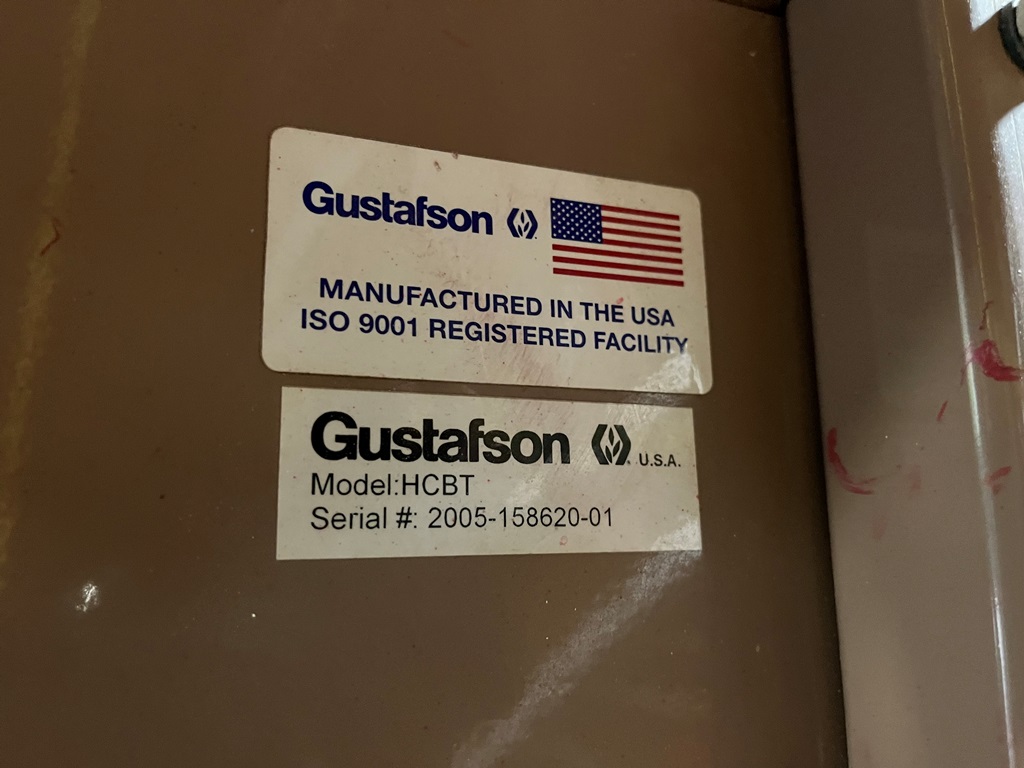 Gustafson
MANUFACTURED IN THE USA
ISO 9001 REGISTERED FACILITY
Gustafson U.S.A.
Model:HCBT
Serial #: 2005-158620-01